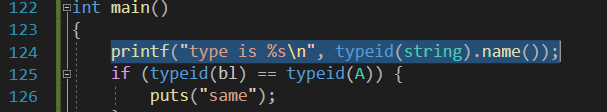 122 int main()
123 {
124 printf("type is %s\n", typeid(string).name());
125 if (typeid(bl) == typeid(A)) {
126 puts("same");